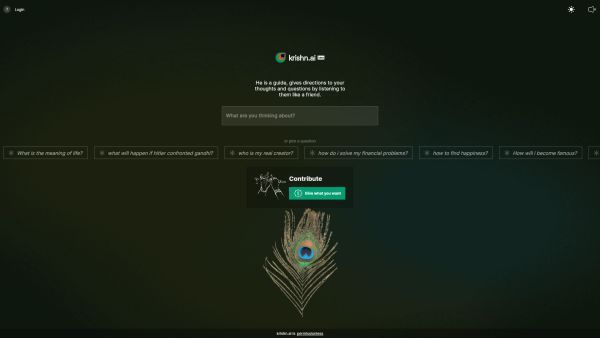 Login
krishn.ai
He is a guide, gives directions to your
thoughts and questions by listening to
them like a friend.
What are you thinking about?
or pick a question
What is the meaning of life?
what will happen if hitler confronted gandhi?
who is my real creator?
how do i solve my financial problems?
how to find happiness?
How will I become famous?
Contribute
Give what you want
krishn.ai is permissionless